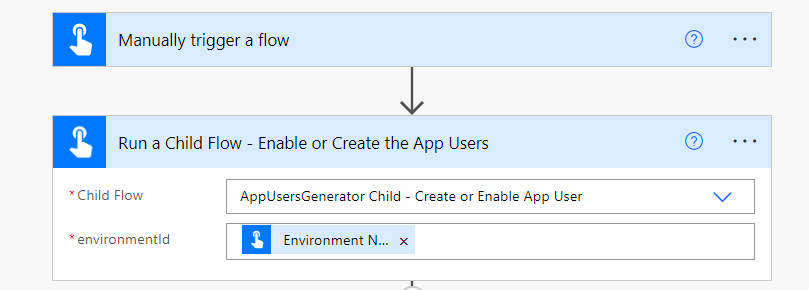 Manually trigger a flow
Run a Child Flow - Enable or Create the App Users
*Child Flow
AppUsersGenerator Child - Create or Enable App User
*environmentId
Environment N... ×